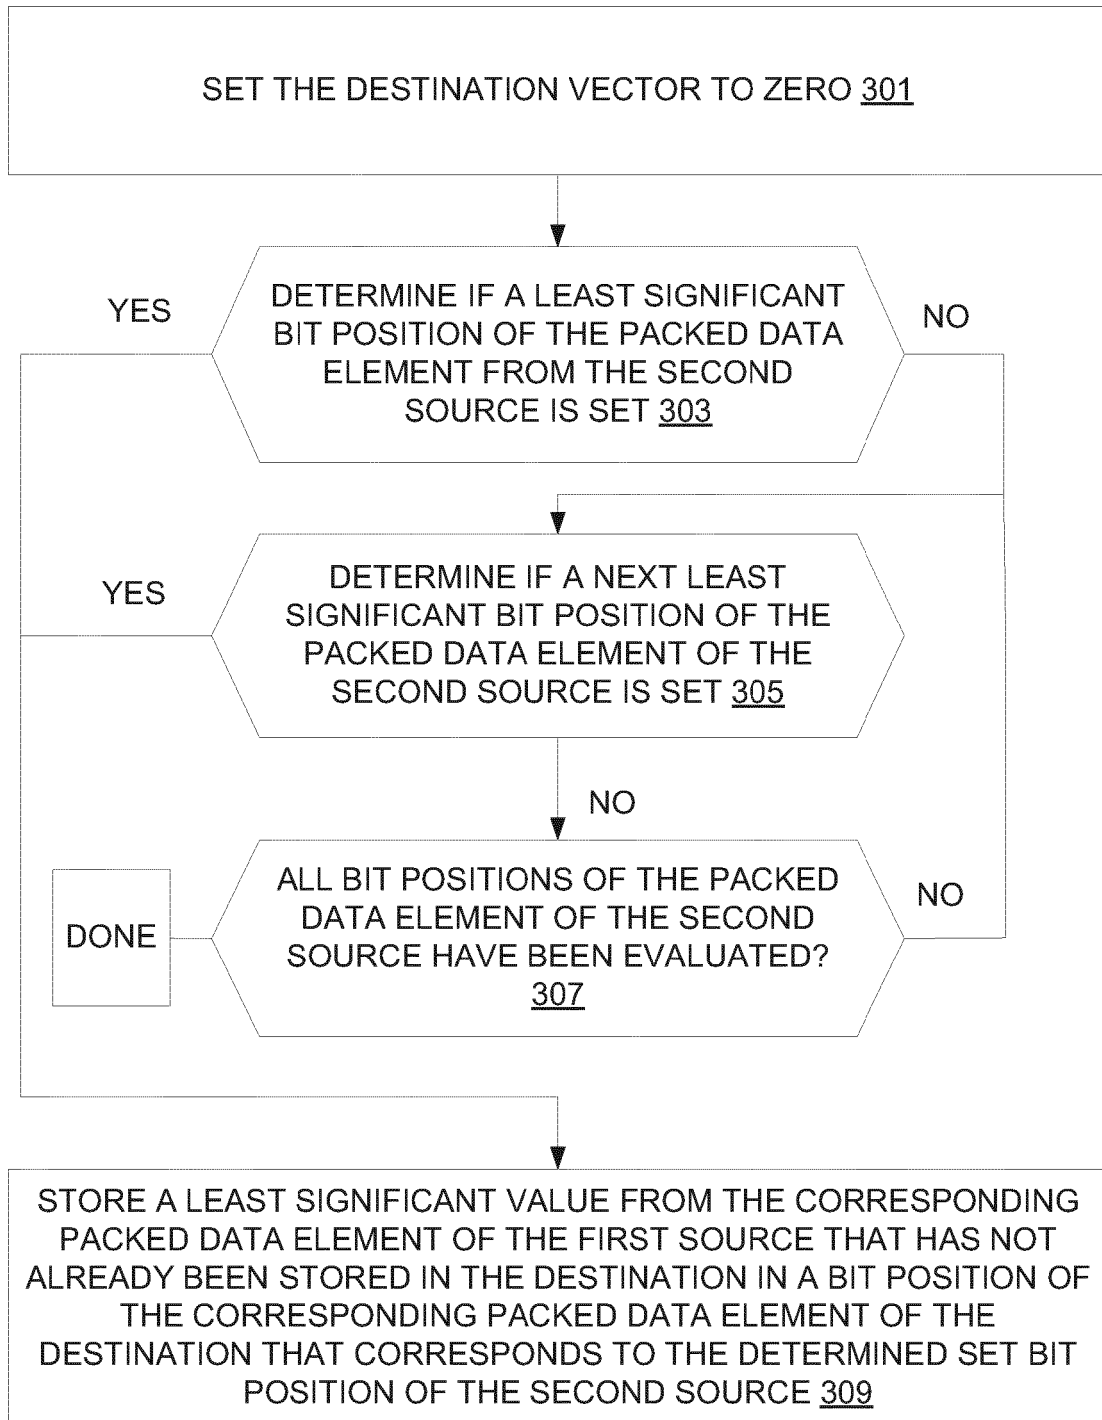 SET THE DESTINATION VECTOR TO ZERO 301
YES
DETERMINE IF A LEAST SIGNIFICANT
BIT POSITION OF THE PACKED DATA
ELEMENT FROM THE SECOND
SOURCE IS SET 303
NO
YES
DETERMINE IF A NEXT LEAST
SIGNIFICANT BIT POSITION OF THE
PACKED DATA ELEMENT OF THE
SECOND SOURCE IS SET 305
NO
DONE
ALL BIT POSITIONS OF THE PACKED
DATA ELEMENT OF THE SECOND
SOURCE HAVE BEEN EVALUATED?
307
NO
STORE A LEAST SIGNIFICANT VALUE FROM THE CORRESPONDING
PACKED DATA ELEMENT OF THE FIRST SOURCE THAT HAS NOT
ALREADY BEEN STORED IN THE DESTINATION IN A BIT POSITION OF
THE CORRESPONDING PACKED DATA ELEMENT OF THE
DESTINATION THAT CORRESPONDS TO THE DETERMINED SET BIT
POSITION OF THE SECOND SOURCE 309